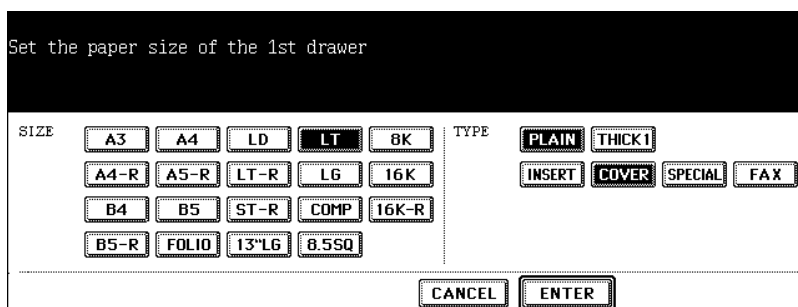 Set the paper size of the 1st drawer
SIZE A3 A4 LD LT 8K TYPE PLAIN THICK1
A4-R A5-R LT-R LG 16K INSERT COVER SPECIAL FAX
B4 B5 ST-R COMP 16K-R
B5-R FOLIO 13"LG 8.5SQ
CANCEL ENTER